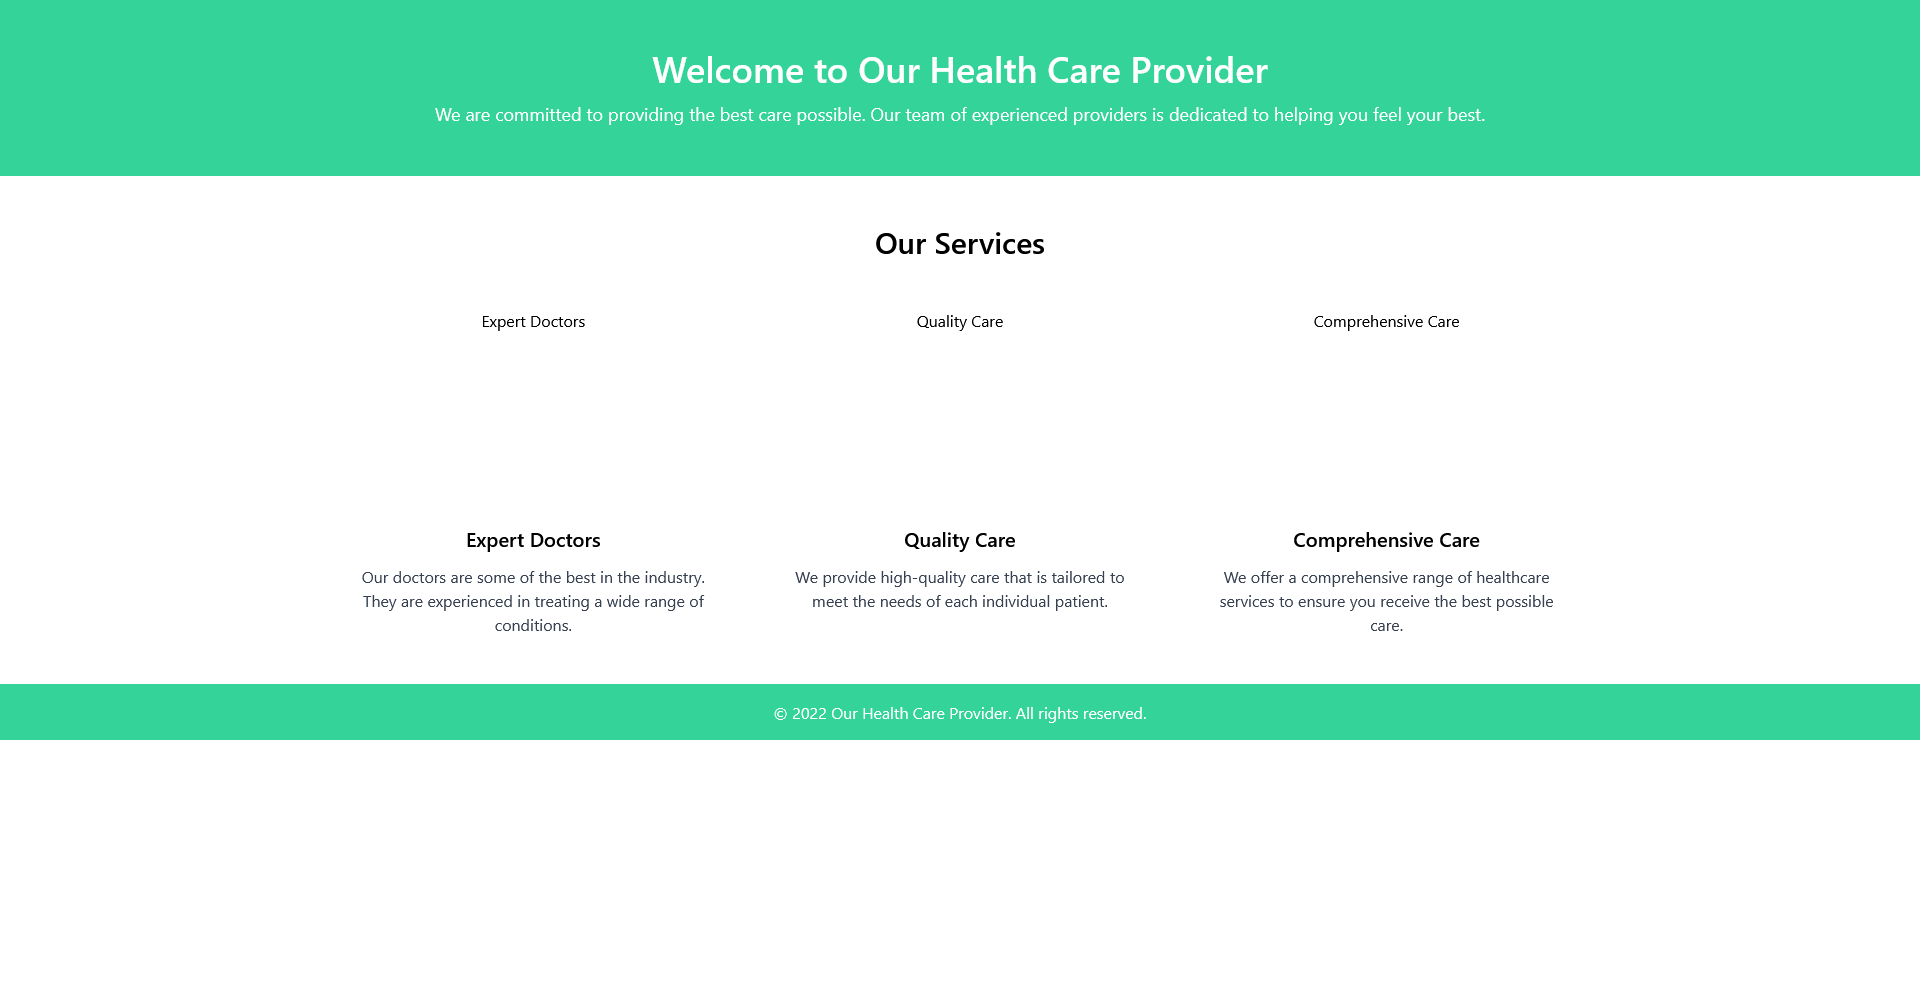 Welcome to Our Health Care Provider
We are committed to providing the best care possible. Our team of experienced providers is dedicated to helping you feel your best.
Our Services
Expert Doctors
Quality Care
Comprehensive Care
Expert Doctors
Our doctors are some of the best in the industry.
They are experienced in treating a wide range of
conditions.
Quality Care
We provide high-quality care that is tailored to
meet the needs of each individual patient.
Comprehensive Care
We offer a comprehensive range of healthcare
services to ensure you receive the best possible
care.
© 2022 Our Health Care Provider. All rights reserved.